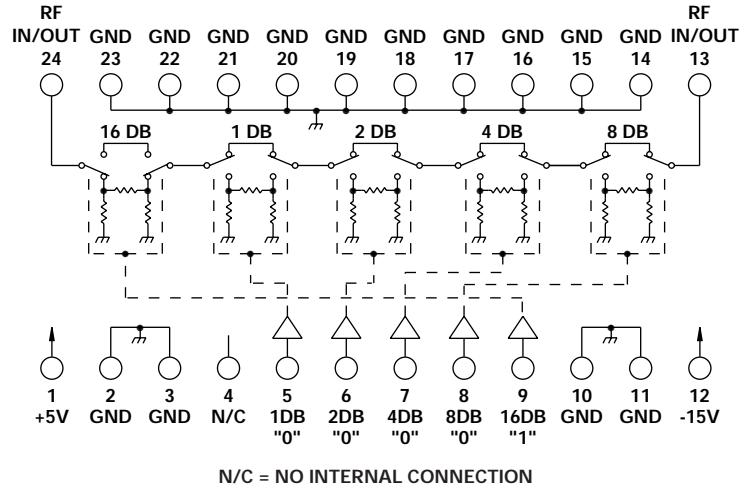 RF RF
IN/OUT GND GND GND GND GND GND GND GND GND GND IN/OUT
24 23 22 21 20 19 18 17 16 15 14 13
16 DB 1 DB 2 DB 4 DB 8 DB
1 2 3 4 5 6 7 8 9 10 11 12
+5V GND GND N/C 1DB 2DB 4DB 8DB 16DB GND GND -15V
"0" "0" "0" "0" "1"
N/C = NO INTERNAL CONNECTION